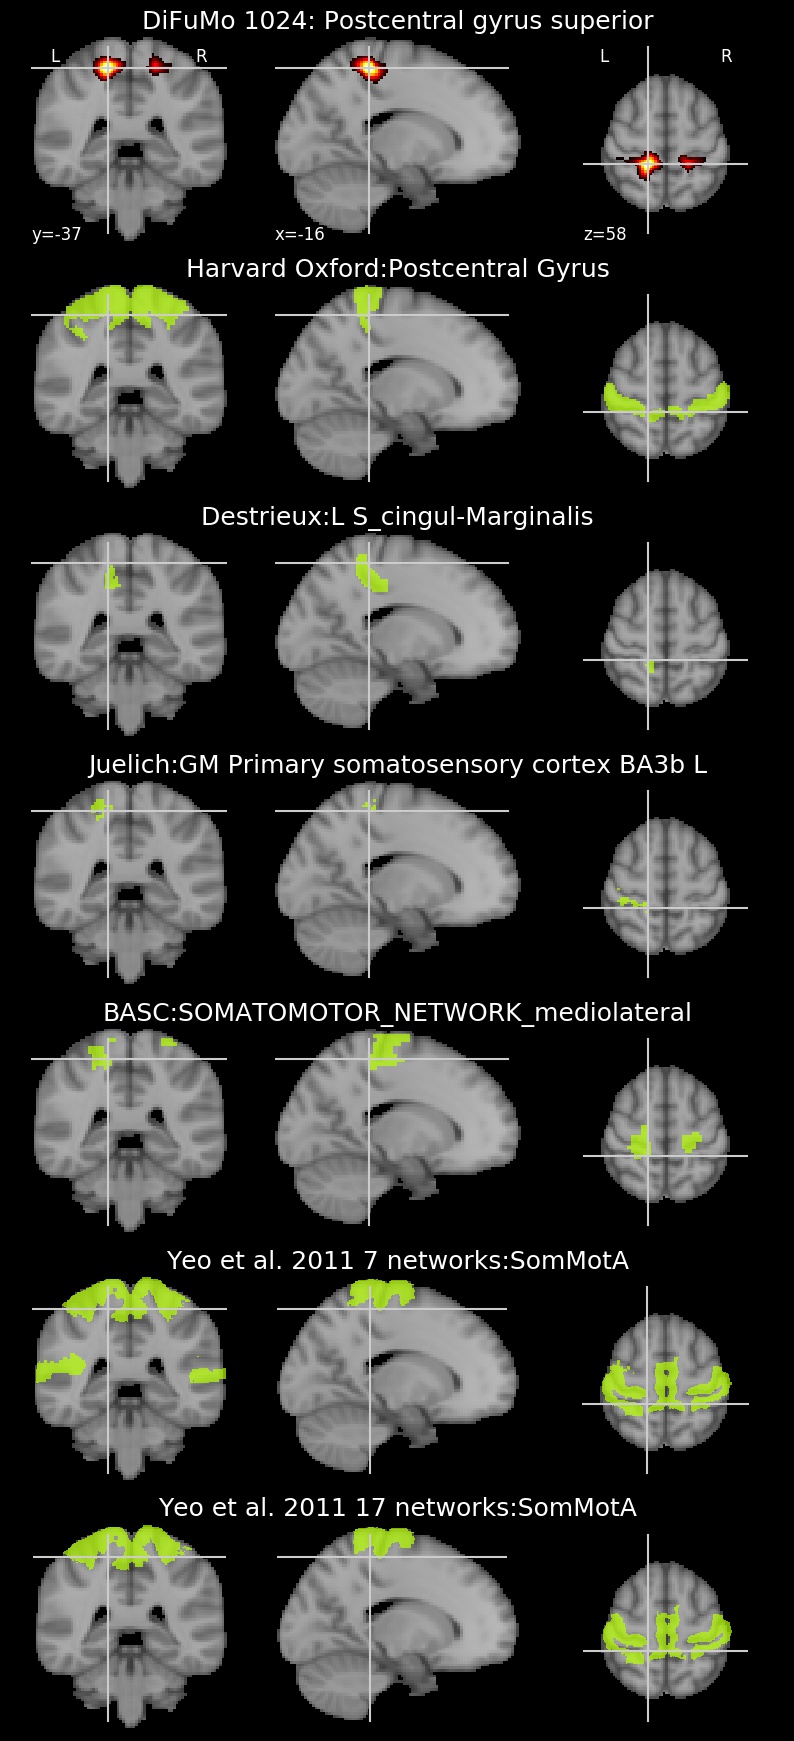 DiFuMo 1024: Postcentral gyrus superior
L R L R
y=-37 x=-16 z=58
Harvard Oxford:Postcentral Gyrus
Destrieux:L S_cingul-Marginalis
Juelich:GM Primary somatosensory cortex BA3b L
BASC:SOMATOMOTOR_NETWORK_mediolateral
Yeo et al. 2011 7 networks:SomMotA
Yeo et al. 2011 17 networks:SomMotA